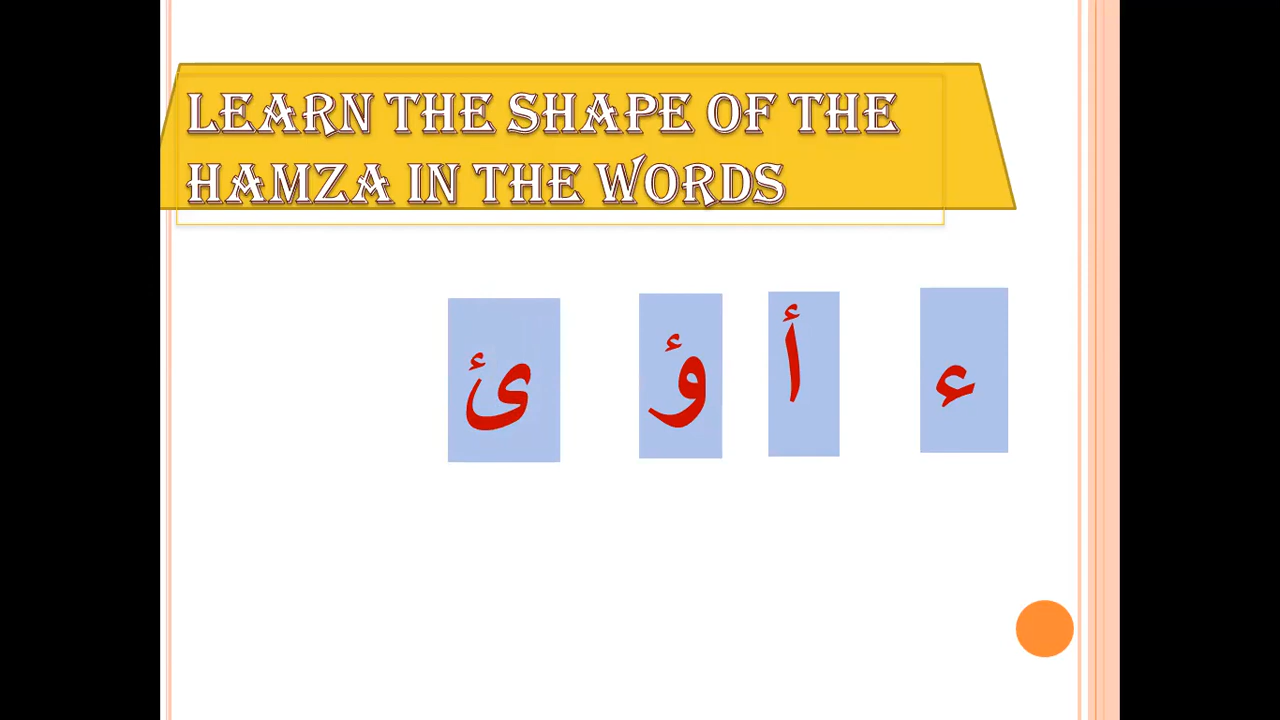 LEARN THE SHAPE OF THE
HAMZA IN THE WORDS
ء أ ؤ ئ